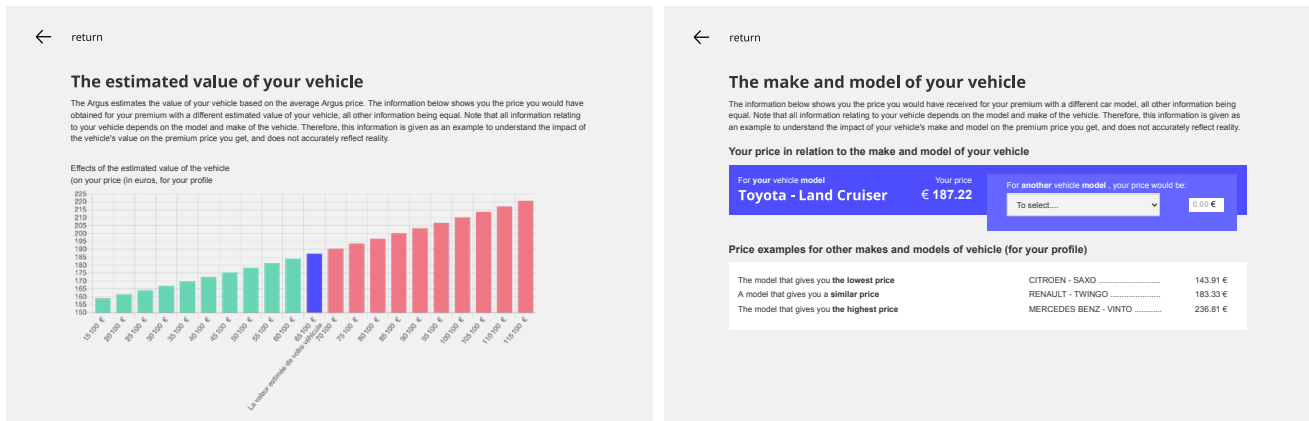 return
The estimated value of your vehicle
The Argus estimates the value of your vehicle based on the average Argus price. The information below shows you the price you would have
obtained for your premium with a different estimated value of your vehicle, all other information being equal. Note that all information relating
to your vehicle depends on the model and make of the vehicle. Therefore, this information is given as an example to understand the impact of
the vehicle's value on the premium price you get, and does not accurately reflect reality.
Effects of the estimated value of the vehicle
(on your price (in euros, for your profile
225
220
215
210
205
200
195
190
185
180
175
170
165
160
155
150
15 100 €
20 100 €
25 100 €
30 100 €
35 100 €
40 100 €
45 100 €
50 100 €
55 100 €
60 100 €
65 100 €
La valeur estimée de votre véhicule
70 100 €
75 100 €
80 100 €
85 100 €
90 100 €
95 100 €
100 100 €
105 100 €
110 100 €
115 100 €
return
The make and model of your vehicle
The information below shows you the price you would have received for your premium with a different car model, all other information being
equal. Note that all information relating to your vehicle depends on the model and make of the vehicle. Therefore, this information is given as
an example to understand the impact of your vehicle's make and model on the premium price you get, and does not accurately reflect reality.
Your price in relation to the make and model of your vehicle
For your vehicle model
Your price
Toyota - Land Cruiser
€ 187.22
For another vehicle model , your price would be:
To select....
0,00 €
Price examples for other makes and models of vehicle (for your profile)
The model that gives you the lowest price CITROEN - SAXO .......................... 143.91 €
A model that gives you a similar price RENAULT - TWINGO ..................... 183.33 €
The model that gives you the highest price MERCEDES BENZ - VINTO ........... 236.81 €